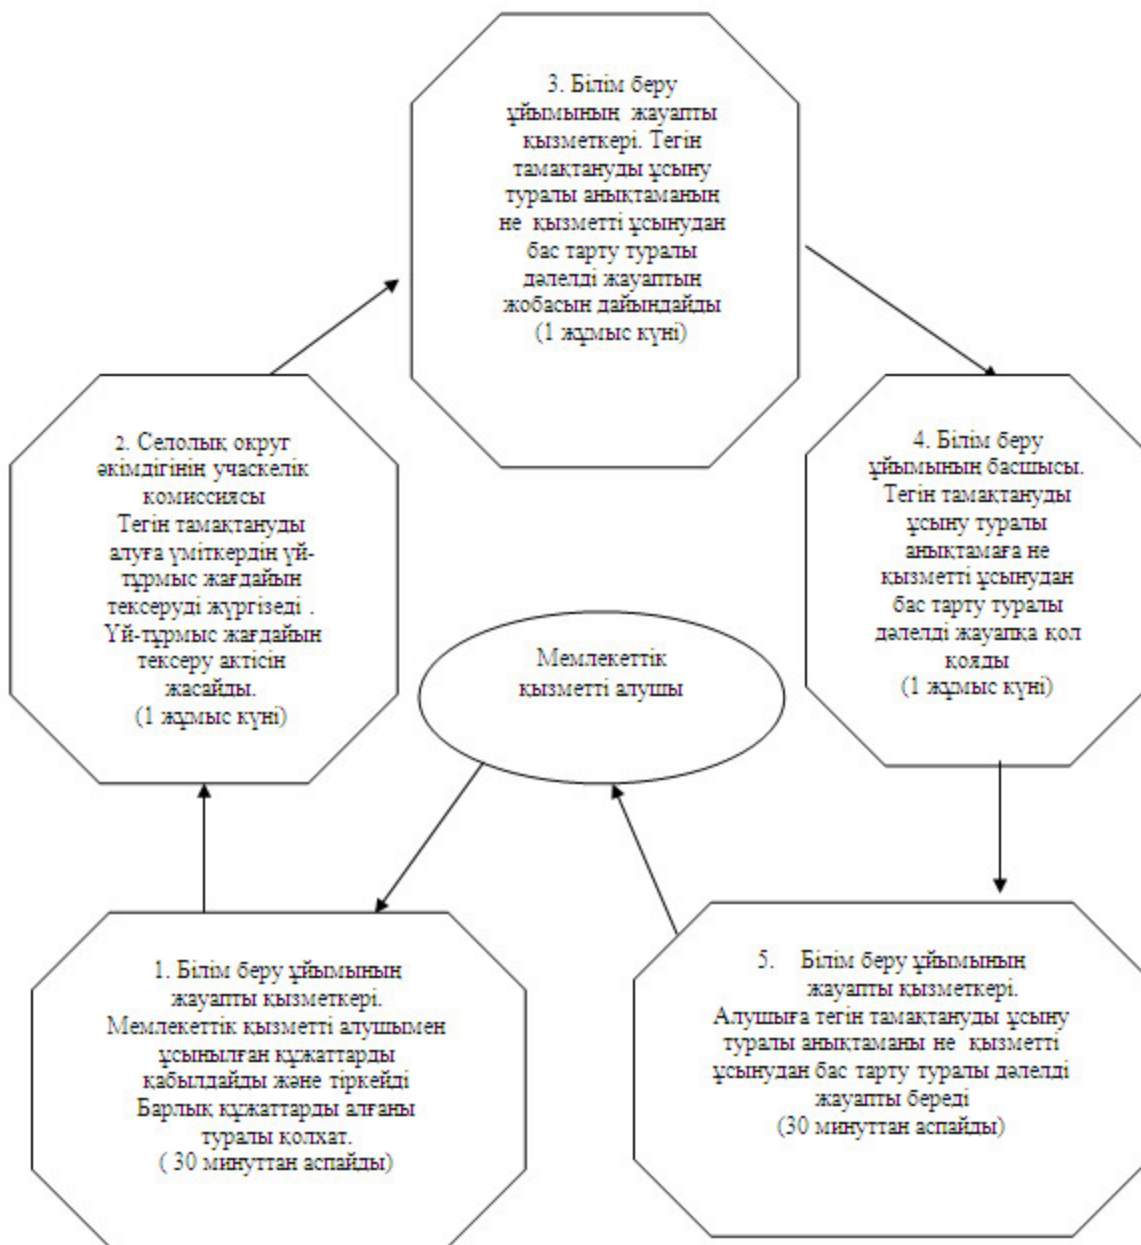 3. Білім беру
ұйымының жауапты
қызметкері. Тегін
тамақтануды ұсыну
туралы анықтаманың
не қызметті ұсынудан
бас тарту туралы
дәлелді жауаптың
жобасын дайындайды
(1 жұмыс күні)
2. Селолық округ
әкімдігінің учаскелік
комиссиясы
Тегін тамақтануды
алуға үміткердің үй-
тұрмыс жағдайын
тексеруді жүргізеді .
Үй-тұрмыс жағдайын
тексеру актісін
жасайды.
(1 жұмыс күні)
4. Білім беру
ұйымының басшысы.
Тегін тамақтануды
ұсыну туралы
анықтамаға не
қызметті ұсынудан
бас тарту туралы
дәлелді жауапқа қол
қояды
(1 жұмыс күні)
Мемлекеттік
қызметті алушы
1. Білім беру ұйымының
жауапты қызметкері.
Мемлекеттік қызметті алушымен
ұсынылған құжаттарды
қабылдайды және тіркейді
Барлық құжаттарды алғаны
туралы қолхат.
( 30 минуттан аспайды)
5. Білім беру ұйымының
жауапты қызметкері.
Алушыға тегін тамақтануды ұсыну
туралы анықтаманы не қызметті
ұсынудан бас тарту туралы дәлелді
жауапты береді
(30 минуттан аспайды)